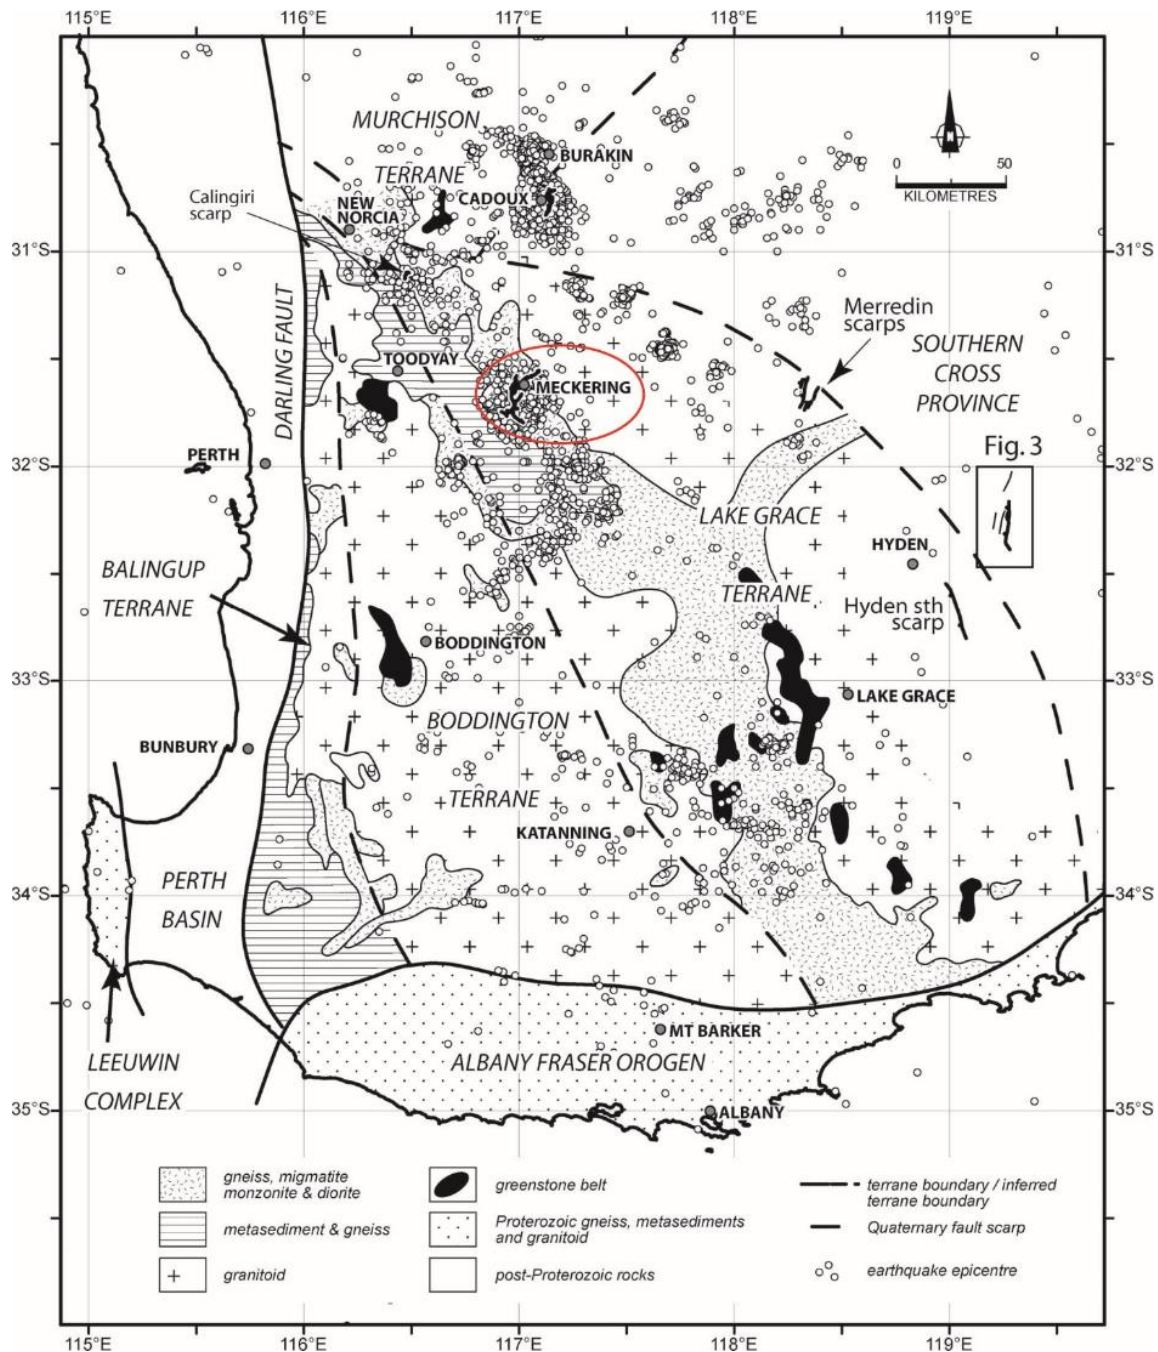 115°E 116°E 117°E 118°E 119°E
MURCHISON
TERRANE
BURAKIN
0 50
KILOMETRES
N
Calingiri
scarp
NEW
NORCIA
CADOUX
31°S 31°S
DARLING FAULT
Merredin
scarps
SOUTHERN
CROSS
PROVINCE
TOODYAY
MECKERING
PERTH
32°S 32°S
Fig. 3
LAKE GRACE
TERRANE
HYDEN
Hyden sth
scarp
BALINGUP
TERRANE
BODDINGTON
33°S 33°S
LAKE GRACE
BODDINGTON
TERRANE
BUNBURY
KATANNING
PERTH
BASIN
34°S 34°S
MT BARKER
LEEUWIN
COMPLEX
ALBANY FRASER OROGEN
35°S 35°S
ALBANY
gneiss, migmatite
monzonite & diorite
metasediment & gneiss
granitoid
greenstone belt
Proterozoic gneiss, metasediments
and granitoid
post-Proterozoic rocks
terrane boundary / inferred
terrane boundary
Quaternary fault scarp
earthquake epicentre
115°E 116°E 117°E 118°E 119°E